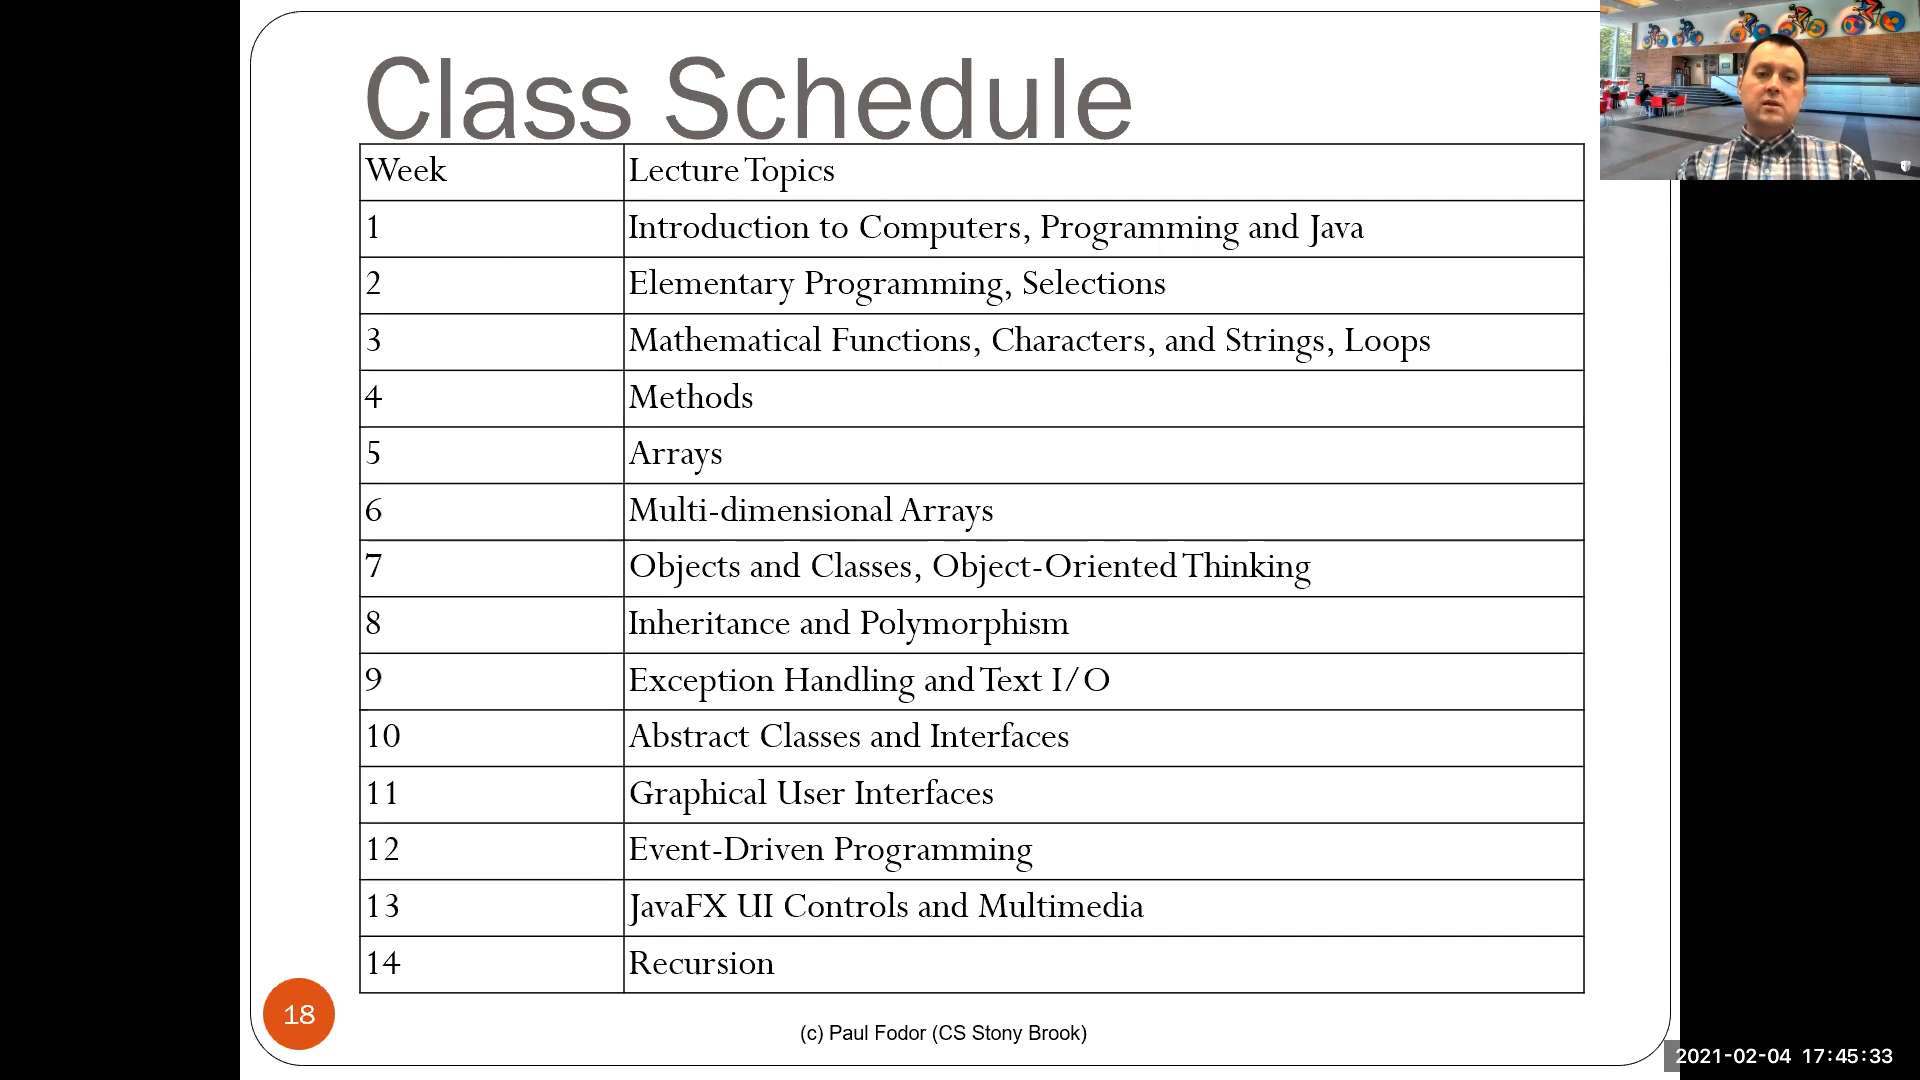 Class Schedule
Week Lecture Topics
1 Introduction to Computers, Programming and Java
2 Elementary Programming, Selections
3 Mathematical Functions, Characters, and Strings, Loops
4 Methods
5 Arrays
6 Multi-dimensional Arrays
7 Objects and Classes, Object-Oriented Thinking
8 Inheritance and Polymorphism
9 Exception Handling and Text I/O
10 Abstract Classes and Interfaces
11 Graphical User Interfaces
12 Event-Driven Programming
13 JavaFX UI Controls and Multimedia
14 Recursion
18
(c) Paul Fodor (CS Stony Brook)
2021-02-04 17:45:33